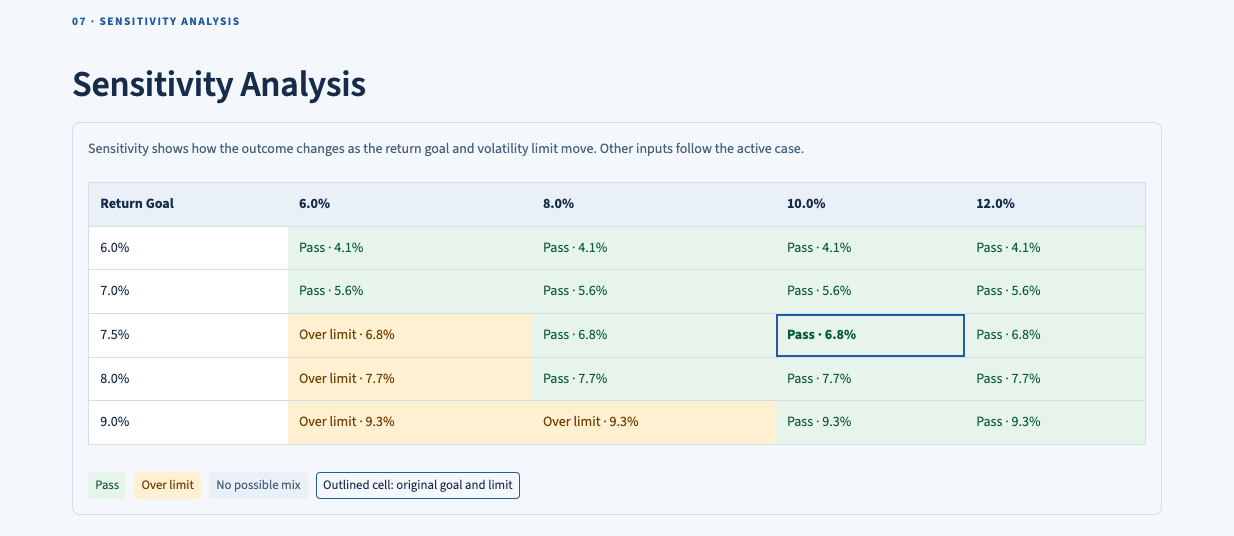 07 · SENSITIVITY ANALYSIS
Sensitivity Analysis
Sensitivity shows how the outcome changes as the return goal and volatility limit move. Other inputs follow the active case.
Return Goal 6.0% 8.0% 10.0% 12.0%
6.0% Pass · 4.1% Pass · 4.1% Pass · 4.1% Pass · 4.1%
7.0% Pass · 5.6% Pass · 5.6% Pass · 5.6% Pass · 5.6%
7.5% Over limit · 6.8% Pass · 6.8% Pass · 6.8% Pass · 6.8%
8.0% Over limit · 7.7% Pass · 7.7% Pass · 7.7% Pass · 7.7%
9.0% Over limit · 9.3% Over limit · 9.3% Pass · 9.3% Pass · 9.3%
Pass Over limit No possible mix Outlined cell: original goal and limit